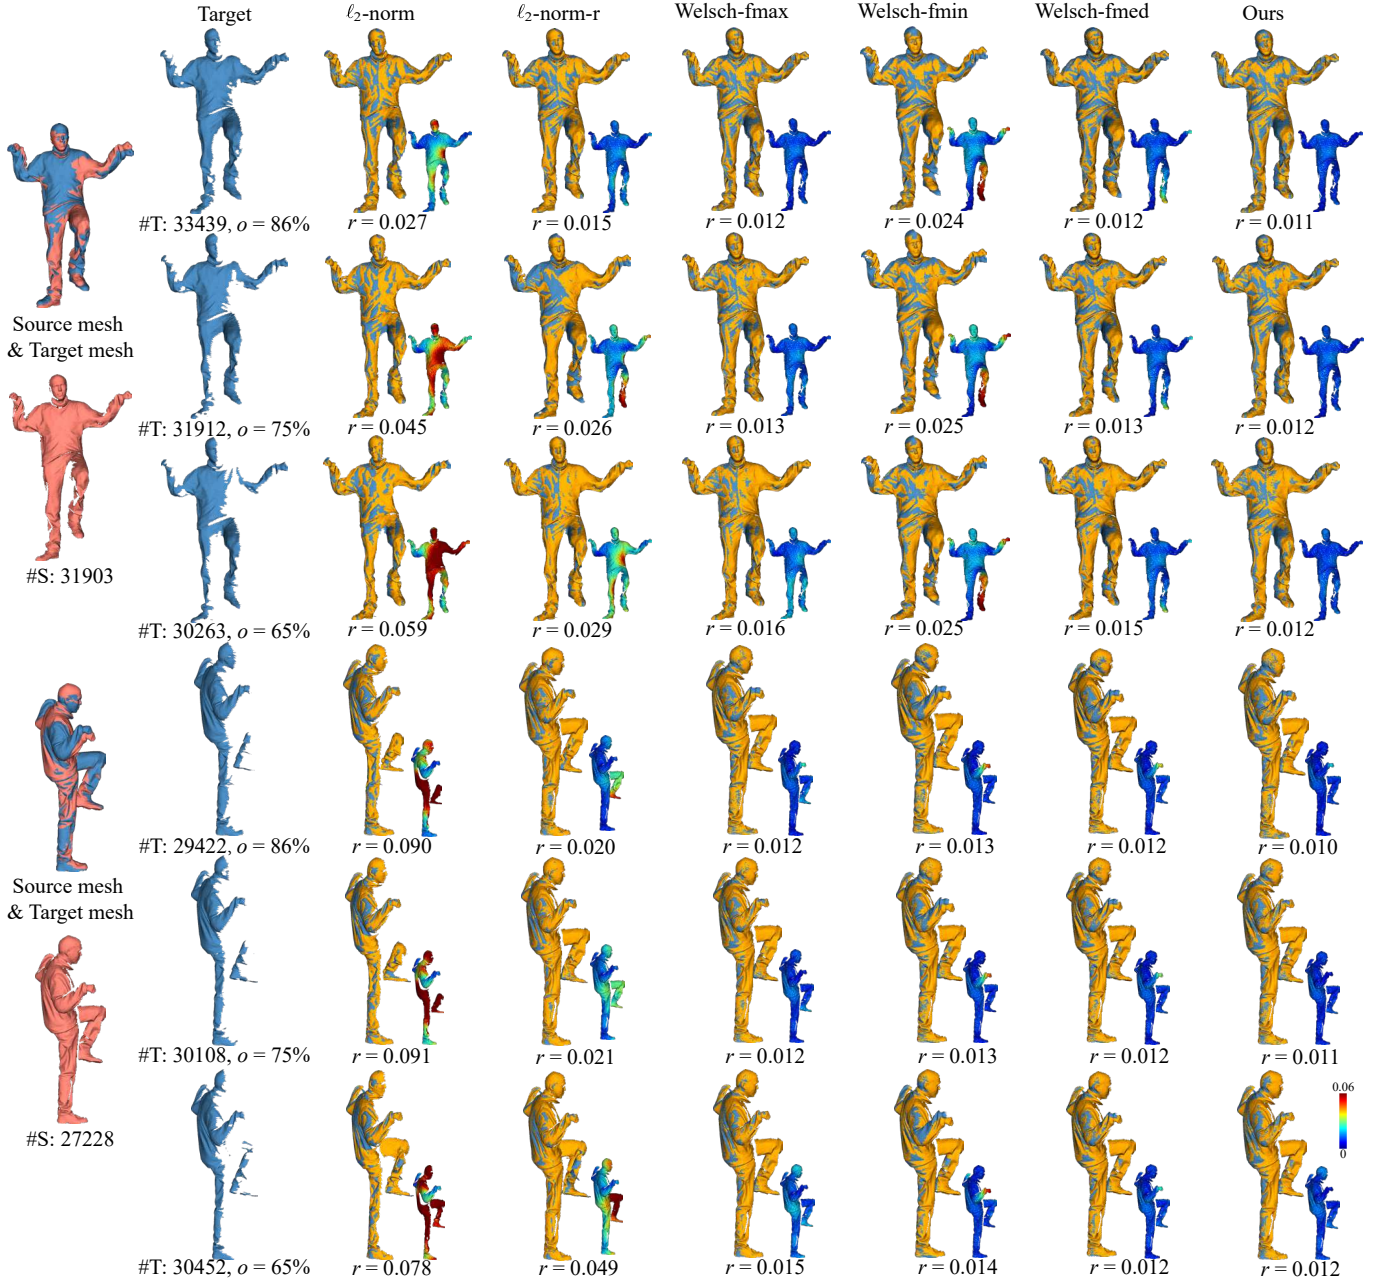 Target ℓ₂-norm ℓ₂-norm-r Welsch-fmax Welsch-fmin Welsch-fmed Ours
#T: 33439, o = 86% r = 0.027 r = 0.015 r = 0.012 r = 0.024 r = 0.012 r = 0.011
Source mesh
& Target mesh
#T: 31912, o = 75% r = 0.045 r = 0.026 r = 0.013 r = 0.025 r = 0.013 r = 0.012
#S: 31903
#T: 30263, o = 65% r = 0.059 r = 0.029 r = 0.016 r = 0.025 r = 0.015 r = 0.012
#T: 29422, o = 86% r = 0.090 r = 0.020 r = 0.012 r = 0.013 r = 0.012 r = 0.010
Source mesh
& Target mesh
#T: 30108, o = 75% r = 0.091 r = 0.021 r = 0.012 r = 0.013 r = 0.012 r = 0.011
0.06
#S: 27228
0
#T: 30452, o = 65% r = 0.078 r = 0.049 r = 0.015 r = 0.014 r = 0.012 r = 0.012